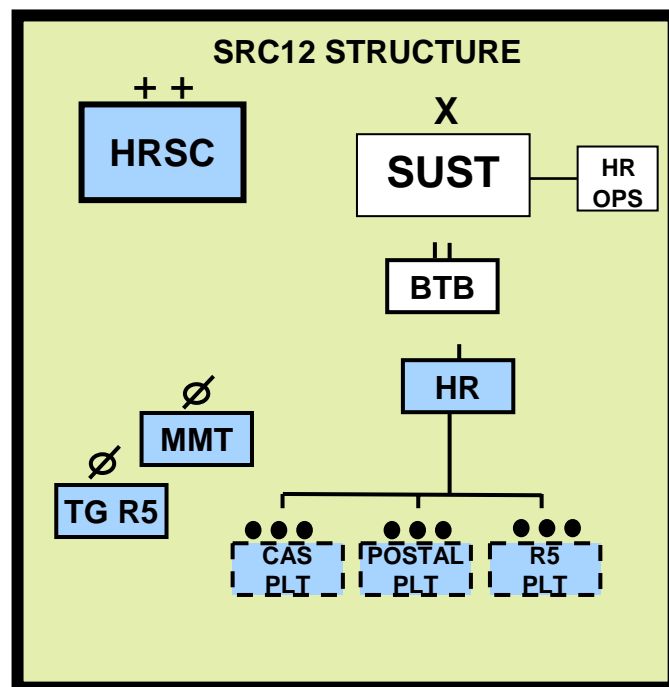 SRC12 STRUCTURE
+ +
HRSC
X
SUST
HR
OPS
BTB
HR
MMT
TG R5
CAS
PLT
POSTAL
PLT
R5
PLT